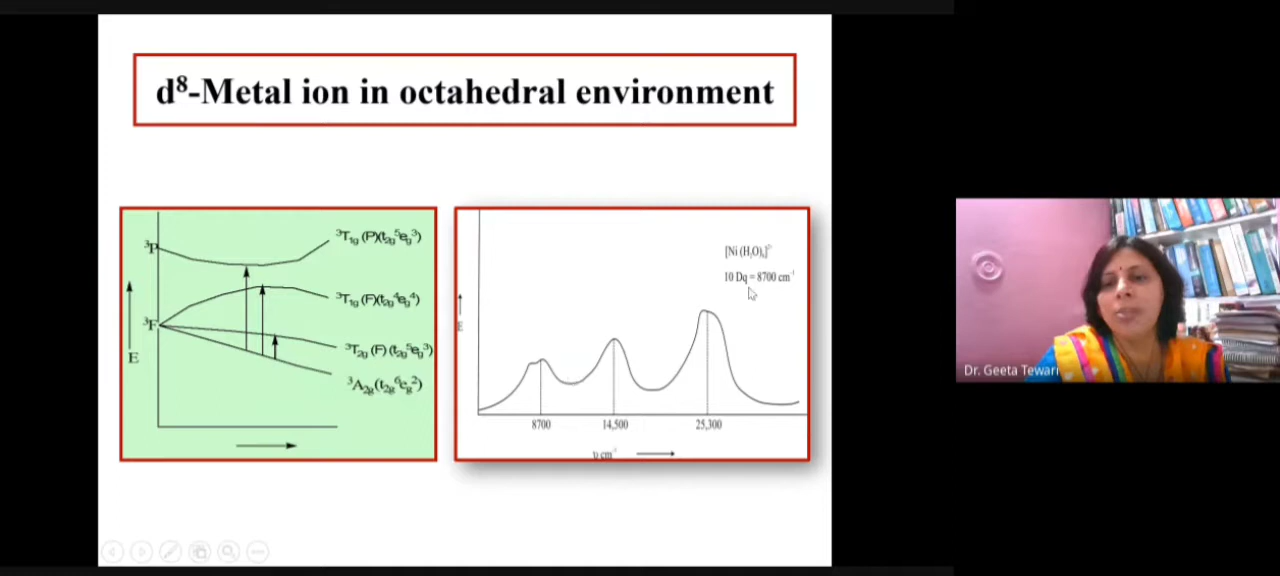 d⁸-Metal ion in octahedral environment
³P
³T₁g (P)(t₂g⁵eg³)
³T₁g (F)(t₂g⁴eg⁴)
³F
³T₂g (F) (t₂g⁵eg³)
³A₂g(t₂g⁶eg²)
E
[Ni (H₂O)₆]²⁺
10 Dq = 8700 cm⁻¹
E
8700 14,500 25,300
υ cm⁻¹
Dr. Geeta Tewari